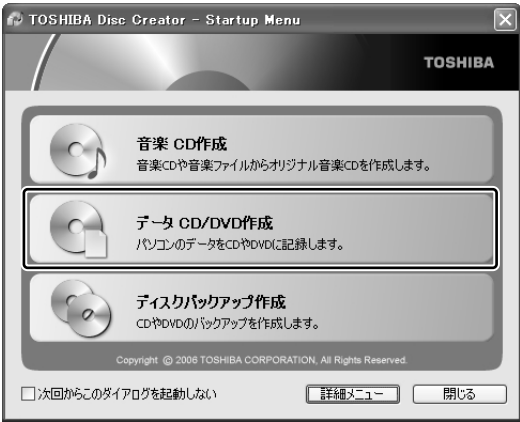 TOSHIBA Disc Creator - Startup Menu
TOSHIBA
音楽 CD作成
音楽CDや音楽ファイルからオリジナル音楽CDを作成します。
データ CD/DVD作成
パソコンのデータをCDやDVDに記録します。
ディスクバックアップ作成
CDやDVDのバックアップを作成します。
Copyright @ 2006 TOSHIBA CORPORATION, All Rights Reserved.
次回からこのダイアログを起動しない
詳細メニュー
閉じる